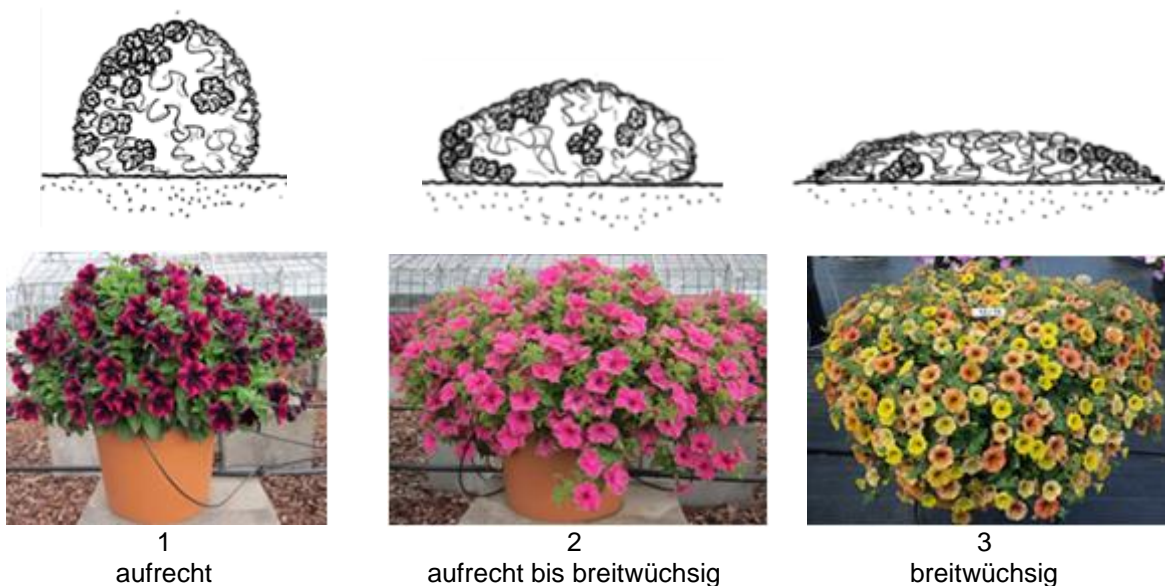 1
aufrecht
2
aufrecht bis breitwüchsig
3
breitwüchsig